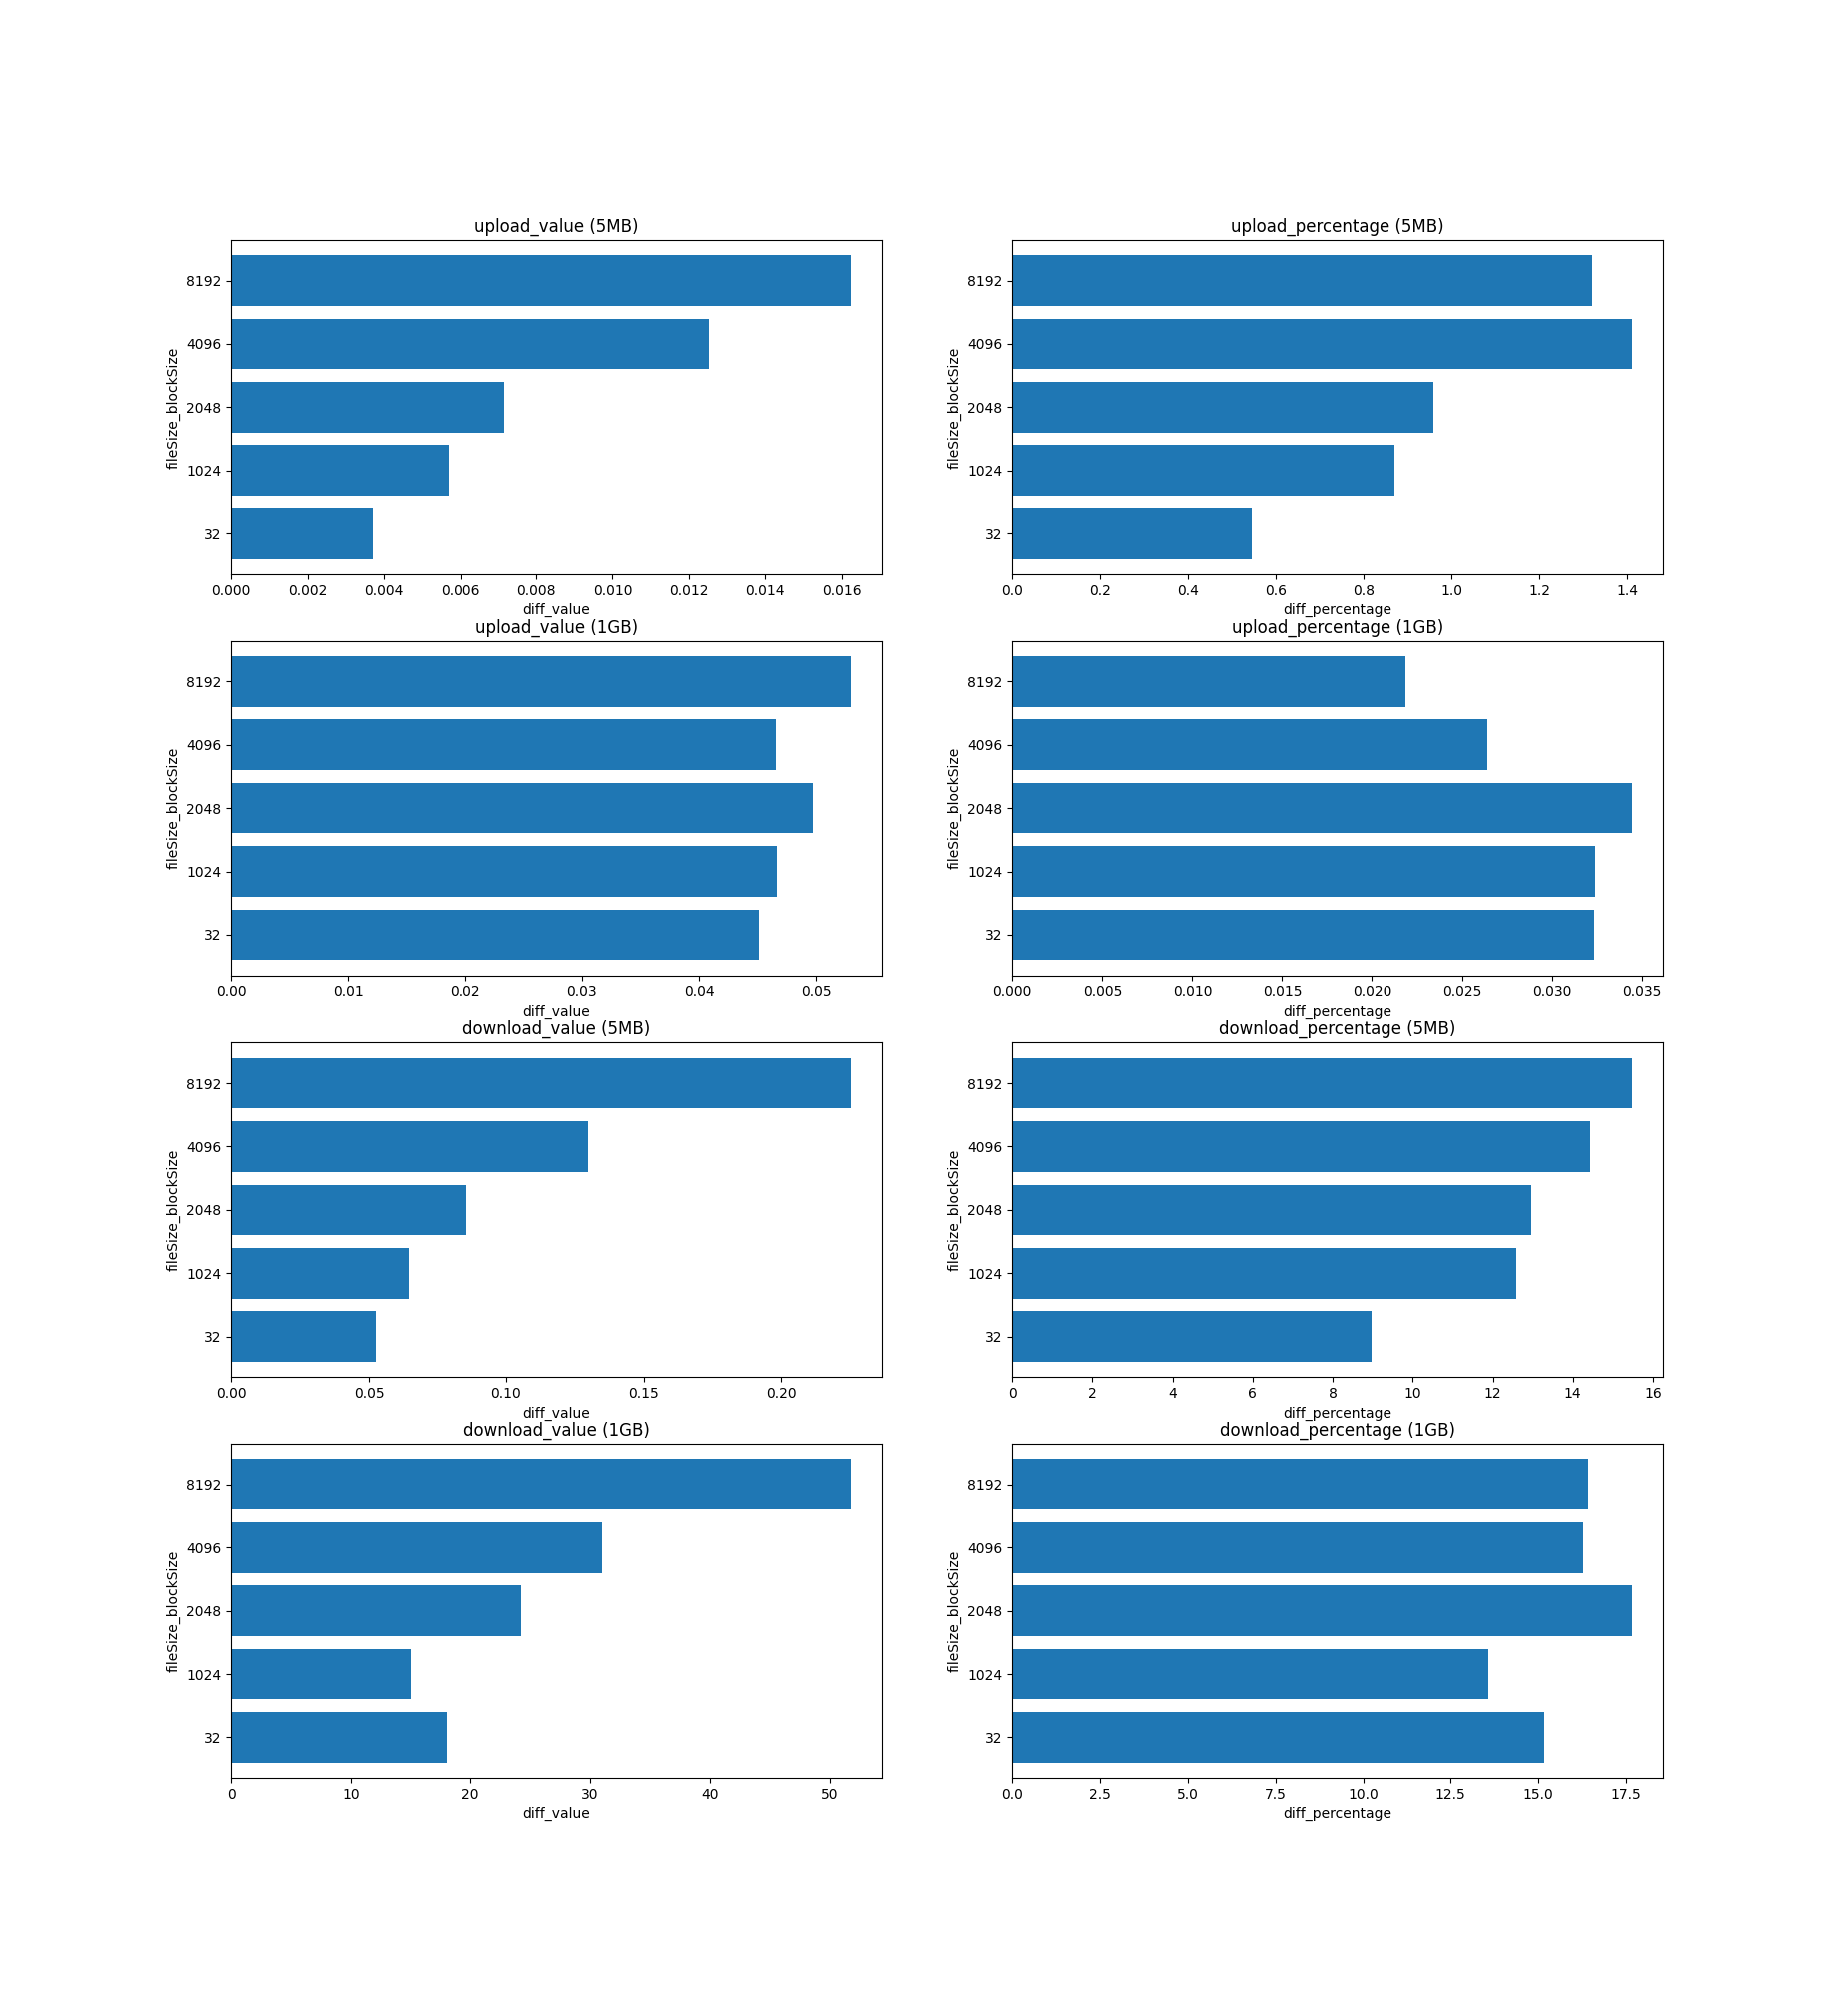 upload_value (5MB)
fileSize_blockSize
8192
4096
2048
1024
32
0.000 0.002 0.004 0.006 0.008 0.010 0.012 0.014 0.016
diff_value
upload_percentage (5MB)
fileSize_blockSize
8192
4096
2048
1024
32
0.0 0.2 0.4 0.6 0.8 1.0 1.2 1.4
diff_percentage
upload_value (1GB)
fileSize_blockSize
8192
4096
2048
1024
32
0.00 0.01 0.02 0.03 0.04 0.05
diff_value
upload_percentage (1GB)
fileSize_blockSize
8192
4096
2048
1024
32
0.000 0.005 0.010 0.015 0.020 0.025 0.030 0.035
diff_percentage
download_value (5MB)
fileSize_blockSize
8192
4096
2048
1024
32
0.00 0.05 0.10 0.15 0.20
diff_value
download_percentage (5MB)
fileSize_blockSize
8192
4096
2048
1024
32
0 2 4 6 8 10 12 14 16
diff_percentage
download_value (1GB)
fileSize_blockSize
8192
4096
2048
1024
32
0 10 20 30 40 50
diff_value
download_percentage (1GB)
fileSize_blockSize
8192
4096
2048
1024
32
0.0 2.5 5.0 7.5 10.0 12.5 15.0 17.5
diff_percentage